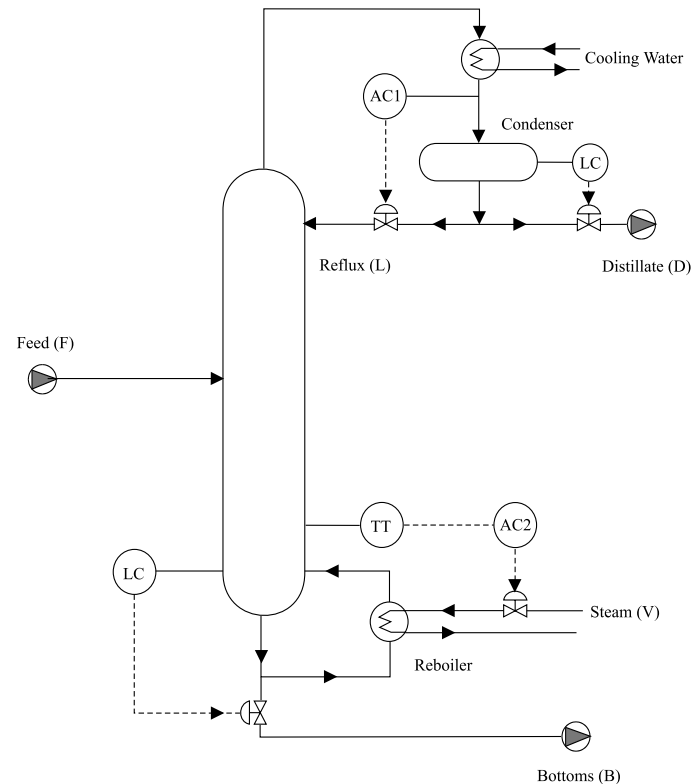 Cooling Water
AC1
Condenser
LC
Reflux (L)
Distillate (D)
Feed (F)
TT
AC2
LC
Steam (V)
Reboiler
Bottoms (B)